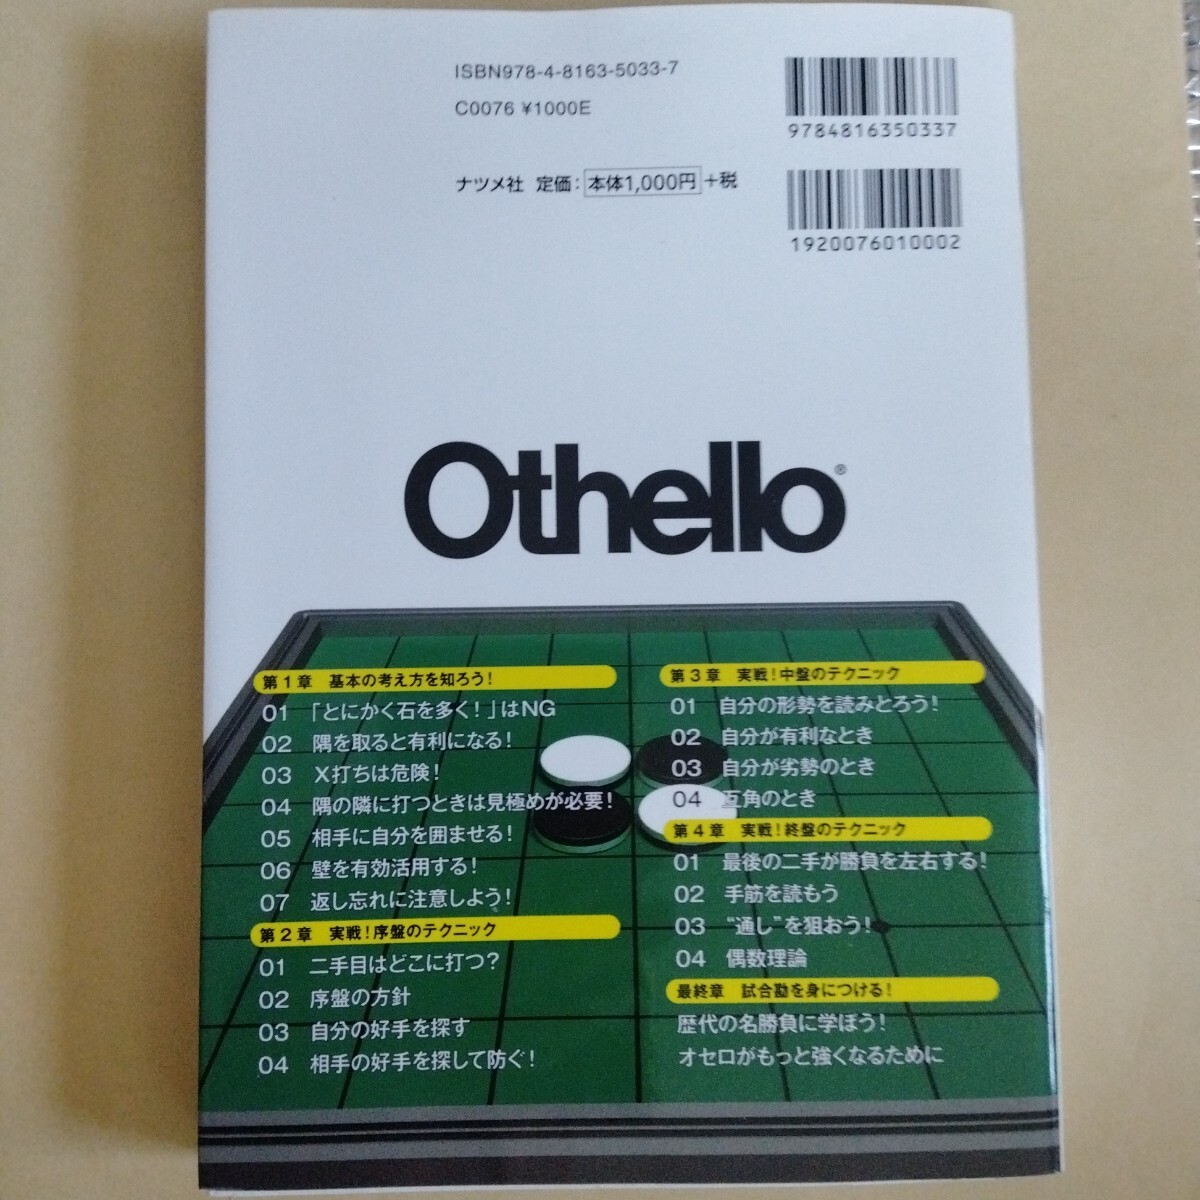 ISBN978-4-8163-5033-7
C0076 ¥1000E
9784816350337
ナツメ社 定価：本体1,000円+税
1920076010002
Othello®
第1章 基本の考え方を知ろう！
01 「とにかく石を多く！」はNG
02 隅を取ると有利になる！
03 X打ちは危険！
04 隅の隣に打つときは見極めが必要！
05 相手に自分を囲ませる！
06 壁を有効活用する！
07 返し忘れに注意しよう！
第2章 実戦！序盤のテクニック
01 二手目はどこに打つ？
02 序盤の方針
03 自分の好手を探す
04 相手の好手を探して防ぐ！
第3章 実戦！中盤のテクニック
01 自分の形勢を読みとろう！
02 自分が有利なとき
03 自分が劣勢のとき
04 互角のとき
第4章 実戦！終盤のテクニック
01 最後の二手が勝負を左右する！
02 手筋を読もう
03 “通し”を狙おう！
04 偶数理論
最終章 試合勘を身につける！
歴代の名勝負に学ぼう！
オセロがもっと強くなるために